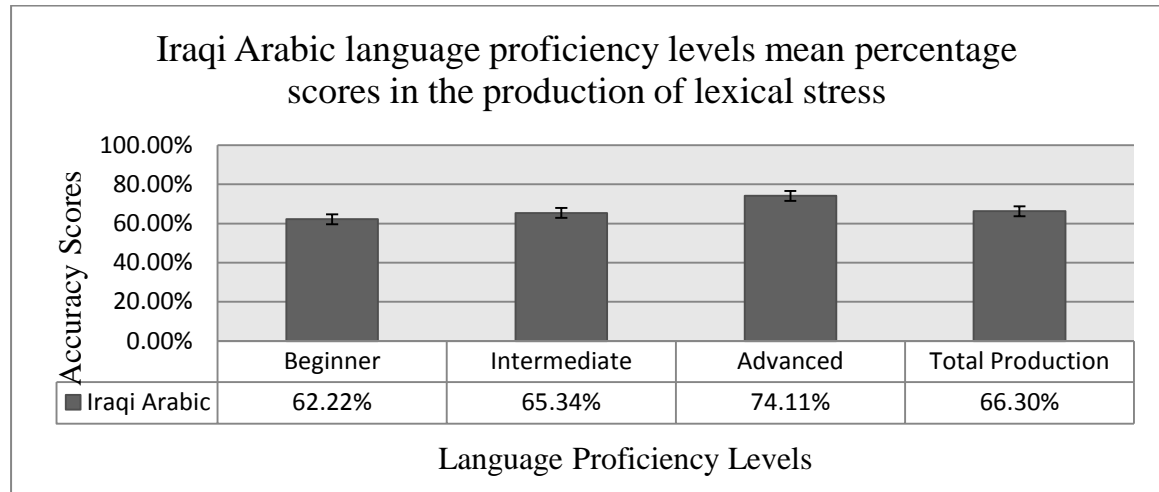 Iraqi Arabic language proficiency levels mean percentage
scores in the production of lexical stress
Accuracy Scores
100.00%
80.00%
60.00%
40.00%
20.00%
0.00%
Beginner Intermediate Advanced Total Production
Iraqi Arabic 62.22% 65.34% 74.11% 66.30%
Language Proficiency Levels